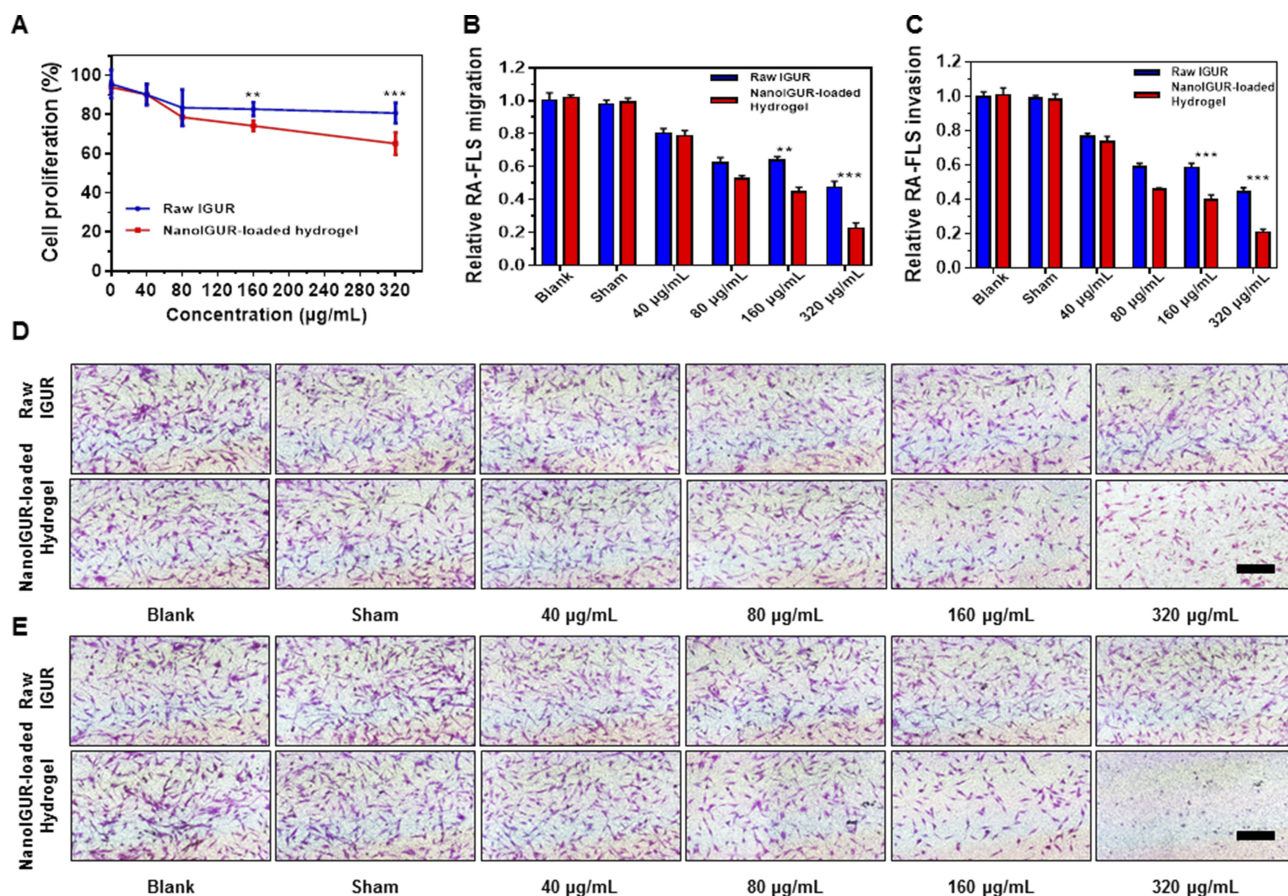 A
Cell proliferation (%)
100
80
60
40
20
0
**
***
Raw IGUR
NanoIGUR-loaded hydrogel
0 40 80 120 160 200 240 280 320
Concentration (µg/mL)
B
Relative RA-FLS migration
1.2
1.0
0.8
0.6
0.4
0.2
0.0
Raw IGUR
NanoIGUR-loaded
Hydrogel
**
***
Blank
Sham
40 µg/mL
80 µg/mL
160 µg/mL
320 µg/mL
C
Relative RA-FLS invasion
1.2
1.0
0.8
0.6
0.4
0.2
0.0
Raw IGUR
NanoIGUR-loaded
Hydrogel
***
***
Blank
Sham
40 µg/mL
80 µg/mL
160 µg/mL
320 µg/mL
D
Raw
IGUR
NanoIGUR-loaded
Hydrogel
Blank Sham 40 µg/mL 80 µg/mL 160 µg/mL 320 µg/mL
E
Raw
IGUR
NanoIGUR-loaded
Hydrogel
Blank Sham 40 µg/mL 80 µg/mL 160 µg/mL 320 µg/mL